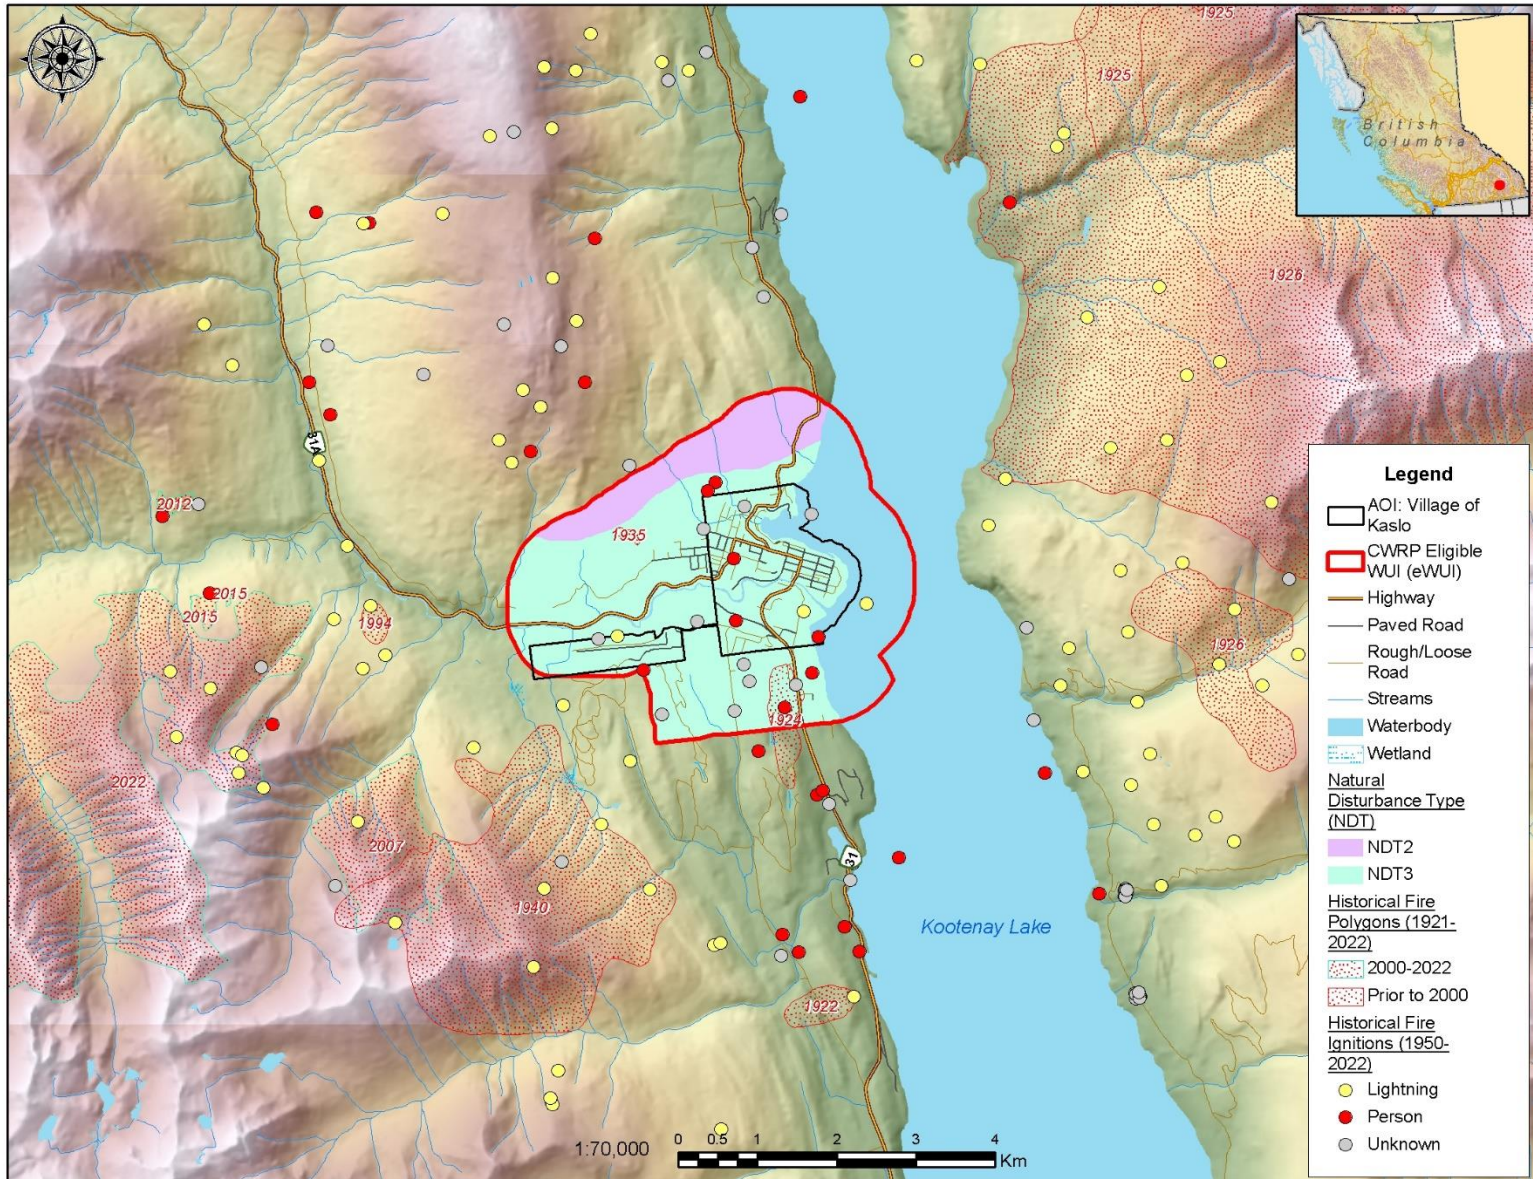 1925
1925
British
Columbia
1926
31A
2012
1935
2015
2015
1994
1926
1924
2022
2007
31
1940
Kootenay Lake
1922
1:70,000
0 0.5 1 2 3 4
Km
Legend
AOI: Village of
Kaslo
CWRP Eligible
WUI (eWUI)
Highway
Paved Road
Rough/Loose
Road
Streams
Waterbody
Wetland
Natural
Disturbance Type
(NDT)
NDT2
NDT3
Historical Fire
Polygons (1921-
2022)
2000-2022
Prior to 2000
Historical Fire
Ignitions (1950-
2022)
Lightning
Person
Unknown